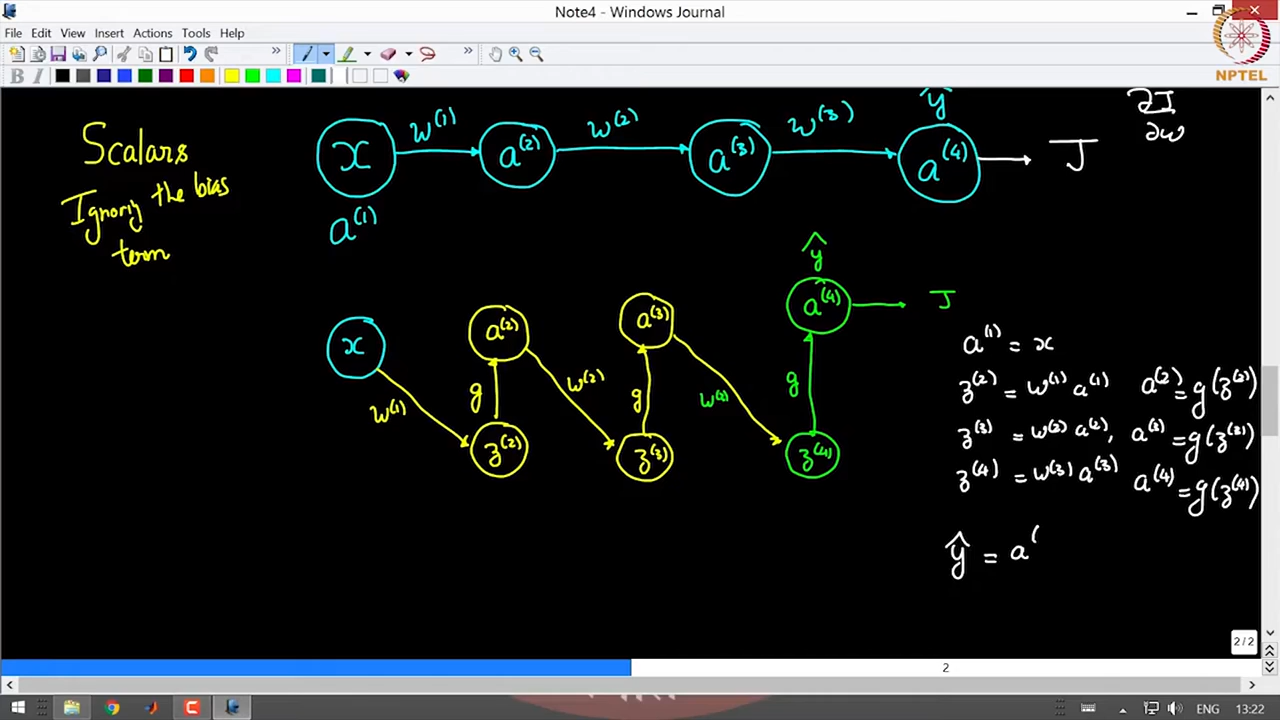 Note4 - Windows Journal
File Edit View Insert Actions Tools Help
NPTEL
Scalars
Ignoring the bias
term
x w^(1) a^(2) w^(2) a^(3) w^(3) a^(4) J
ŷ
∂J
∂w
a^(1)
ŷ
x a^(2) a^(3) a^(4) J
w^(1) g w^(2) g w^(3) g
z^(2) z^(3) z^(4)
a^(1) = x
z^(2) = w^(1) a^(1) a^(2) = g(z^(2))
z^(3) = w^(2) a^(2), a^(3) = g(z^(3))
z^(4) = w^(3) a^(3) a^(4) = g(z^(4))
ŷ = a^(
2/2
2
ENG 13:22